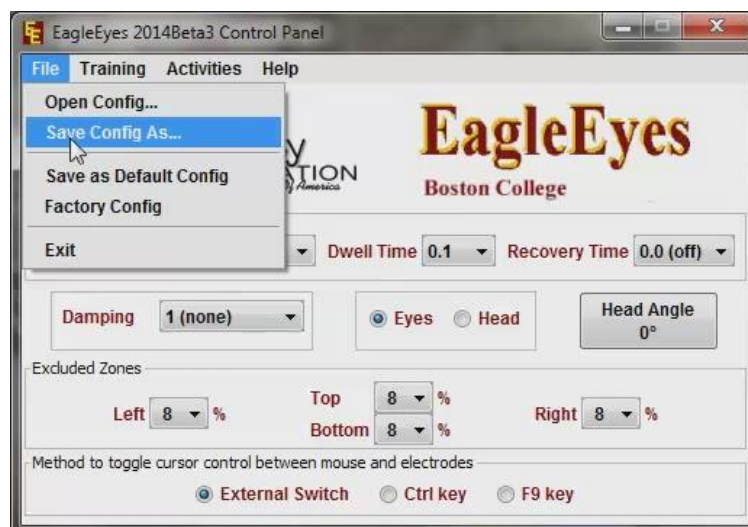 EagleEyes 2014Beta3 Control Panel
File Training Activities Help
Open Config...
Save Config As...
Save as Default Config
Factory Config
Exit
EagleEyes
Boston College
Of America
Dwell Time 0.1 Recovery Time 0.0 (off)
Damping 1 (none) Eyes Head Head Angle
0°
Excluded Zones
Left 8 % Top 8 % Right 8 %
Bottom 8 %
Method to toggle cursor control between mouse and electrodes
External Switch Ctrl key F9 key